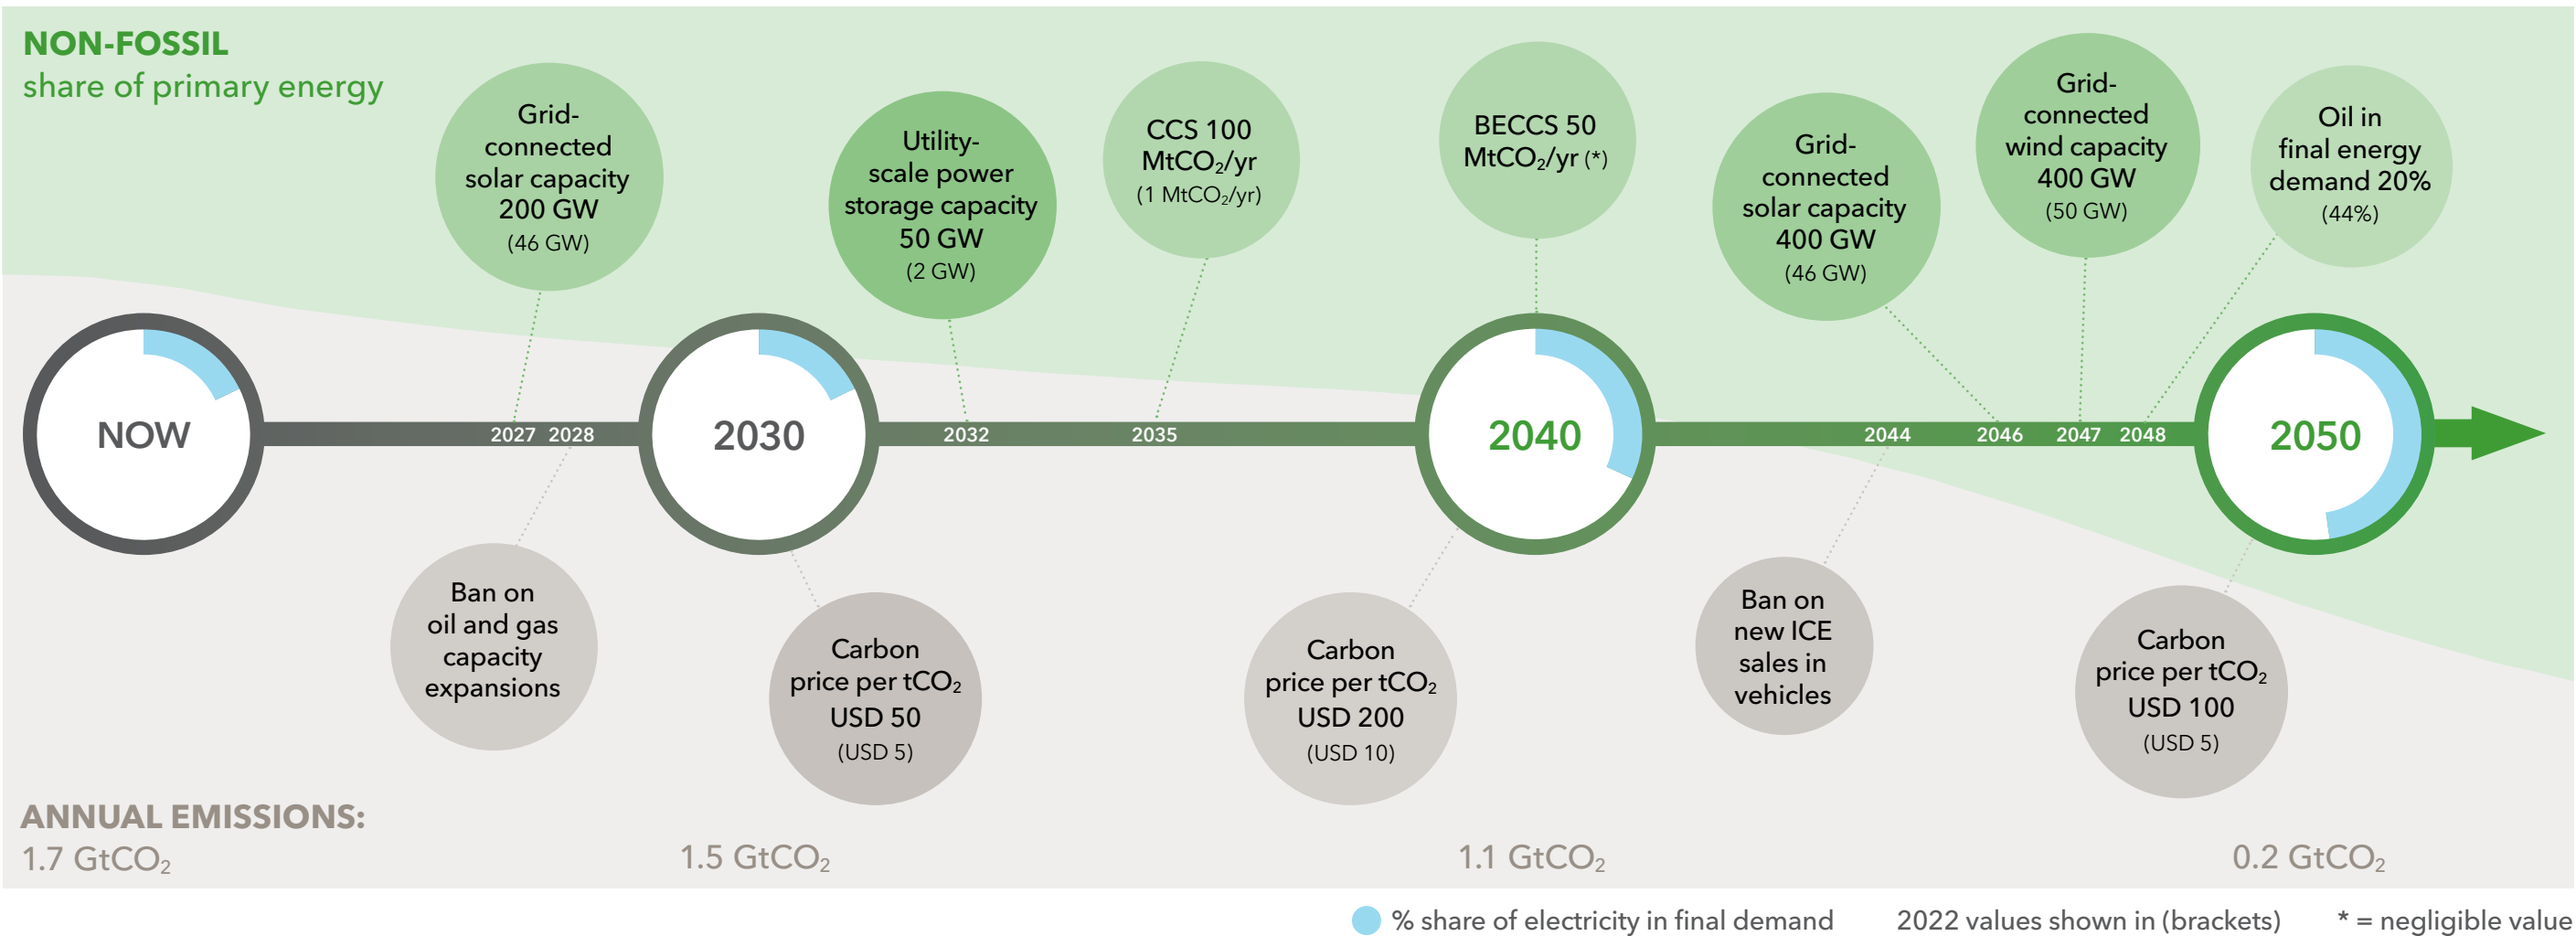 NON-FOSSIL
share of primary energy
Grid-
connected
solar capacity
200 GW
(46 GW)
Utility-
scale power
storage capacity
50 GW
(2 GW)
CCS 100
MtCO₂/yr
(1 MtCO₂/yr)
BECCS 50
MtCO₂/yr (*)
Grid-
connected
solar capacity
400 GW
(46 GW)
Grid-
connected
wind capacity
400 GW
(50 GW)
Oil in
final energy
demand 20%
(44%)
NOW
2027
2028
2030
2032
2035
2040
2044
2046
2047
2048
2050
Ban on
oil and gas
capacity
expansions
Carbon
price per tCO₂
USD 50
(USD 5)
Carbon
price per tCO₂
USD 200
(USD 10)
Ban on
new ICE
sales in
vehicles
Carbon
price per tCO₂
USD 100
(USD 5)
ANNUAL EMISSIONS:
1.7 GtCO₂
1.5 GtCO₂
1.1 GtCO₂
0.2 GtCO₂
% share of electricity in final demand
2022 values shown in (brackets)
* = negligible value